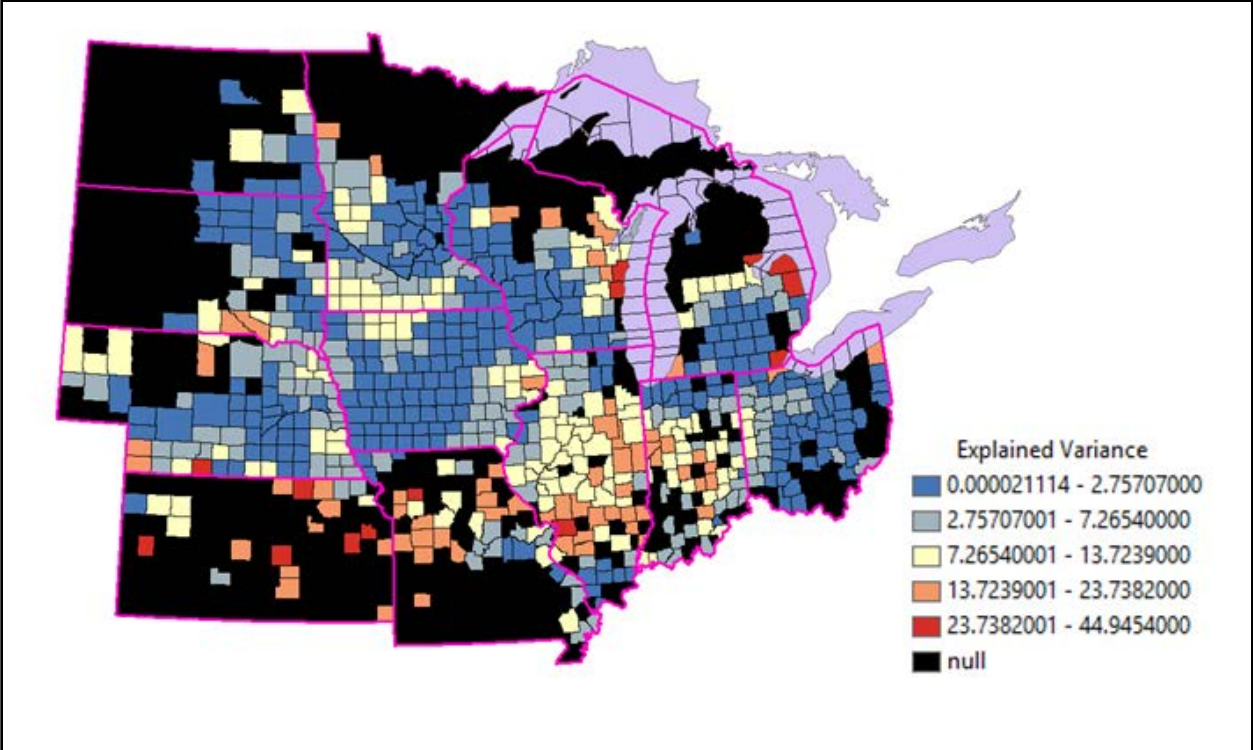 Explained Variance
0.000021114 - 2.75707000
2.75707001 - 7.26540000
7.26540001 - 13.7239000
13.7239001 - 23.7382000
23.7382001 - 44.9454000
null